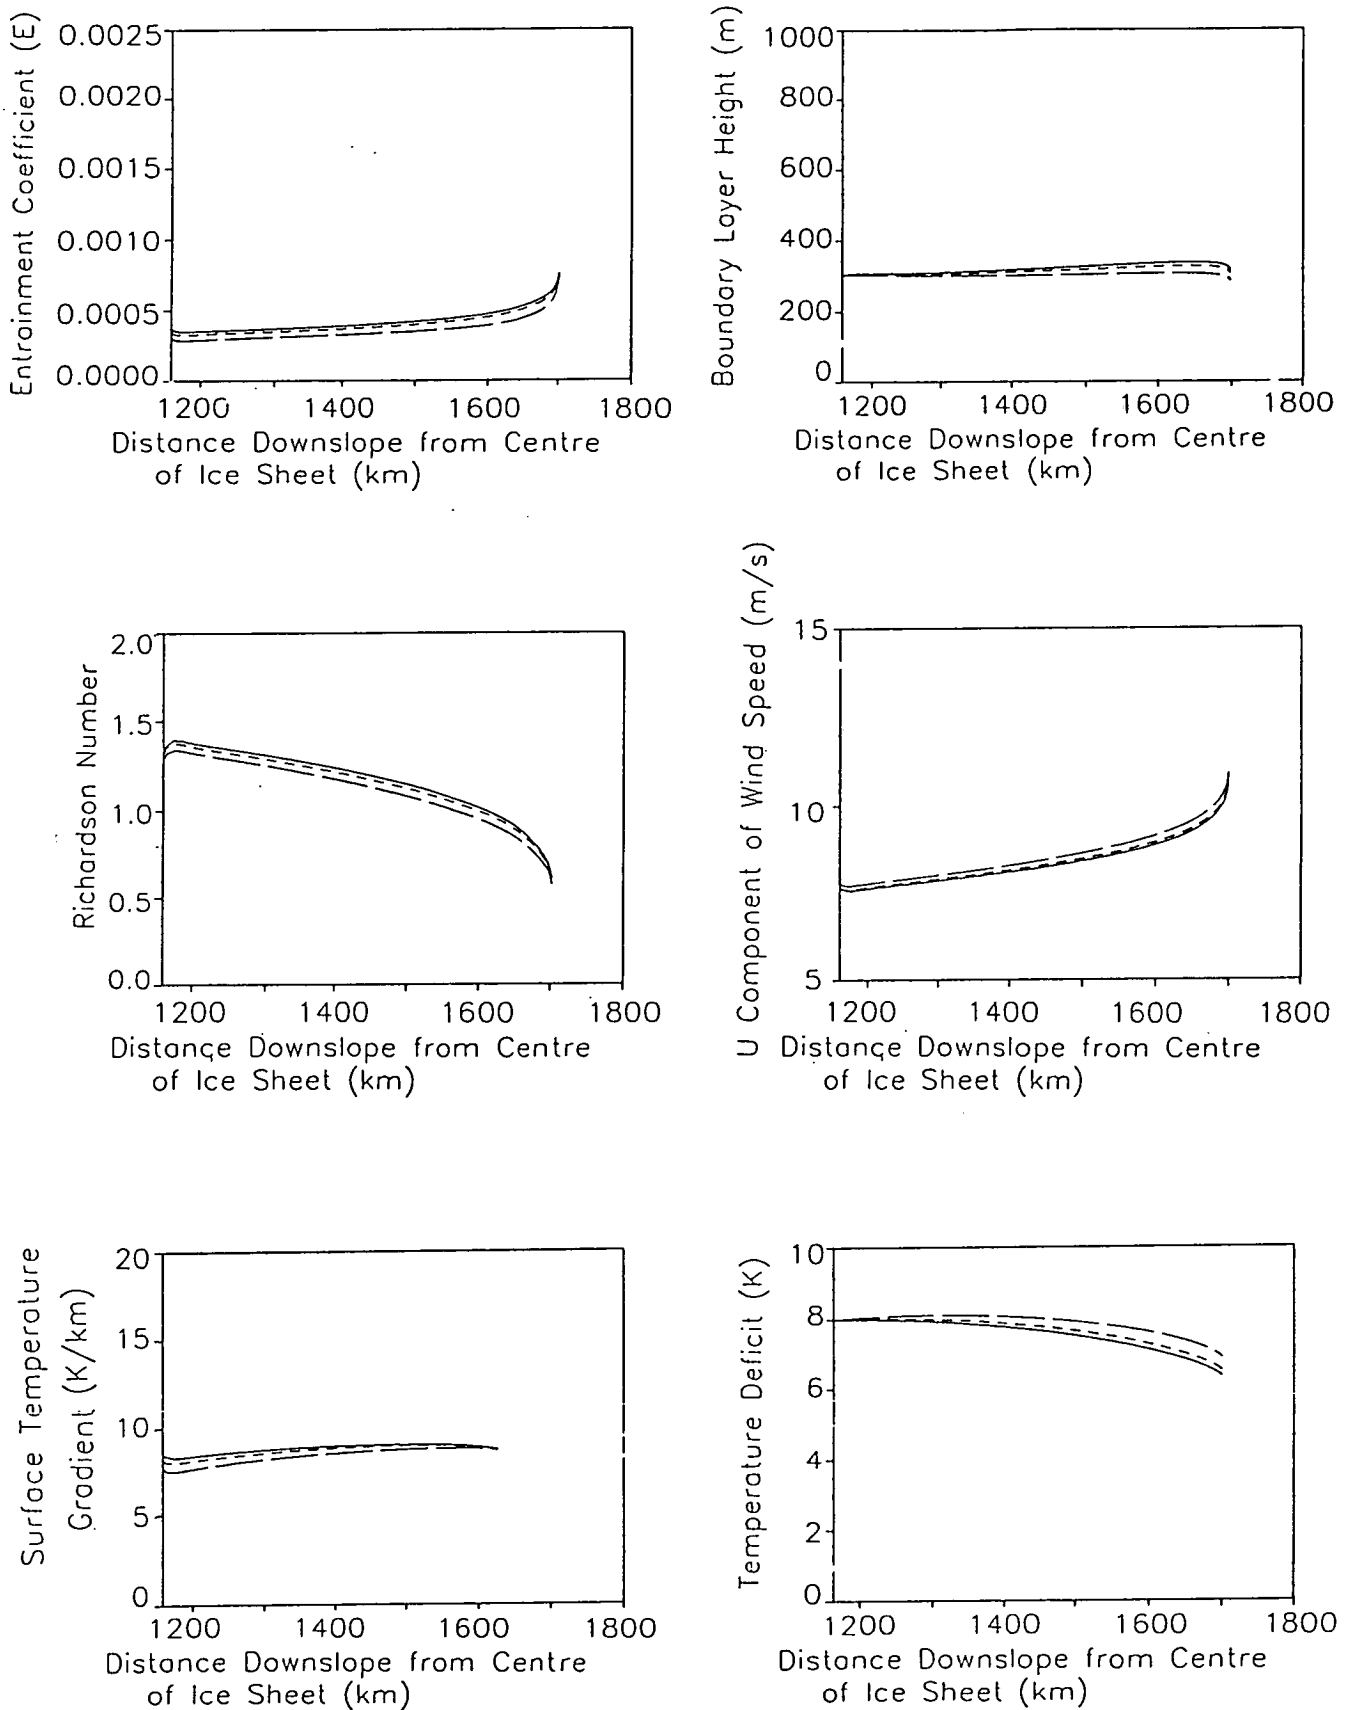 Entrainment Coefficient (E)
0.0025
0.0020
0.0015
0.0010
0.0005
0.0000
1200 1400 1600 1800
Distance Downslope from Centre
of Ice Sheet (km)
Boundary Layer Height (m)
1000
800
600
400
200
0
1200 1400 1600 1800
Distance Downslope from Centre
of Ice Sheet (km)
Richardson Number
2.0
1.5
1.0
0.5
0.0
1200 1400 1600 1800
Distance Downslope from Centre
of Ice Sheet (km)
U Component of Wind Speed (m/s)
15
10
5
1200 1400 1600 1800
Distance Downslope from Centre
of Ice Sheet (km)
Surface Temperature
Gradient (K/km)
20
15
10
5
0
1200 1400 1600 1800
Distance Downslope from Centre
of Ice Sheet (km)
Temperature Deficit (K)
10
8
6
4
2
0
1200 1400 1600 1800
Distance Downslope from Centre
of Ice Sheet (km)